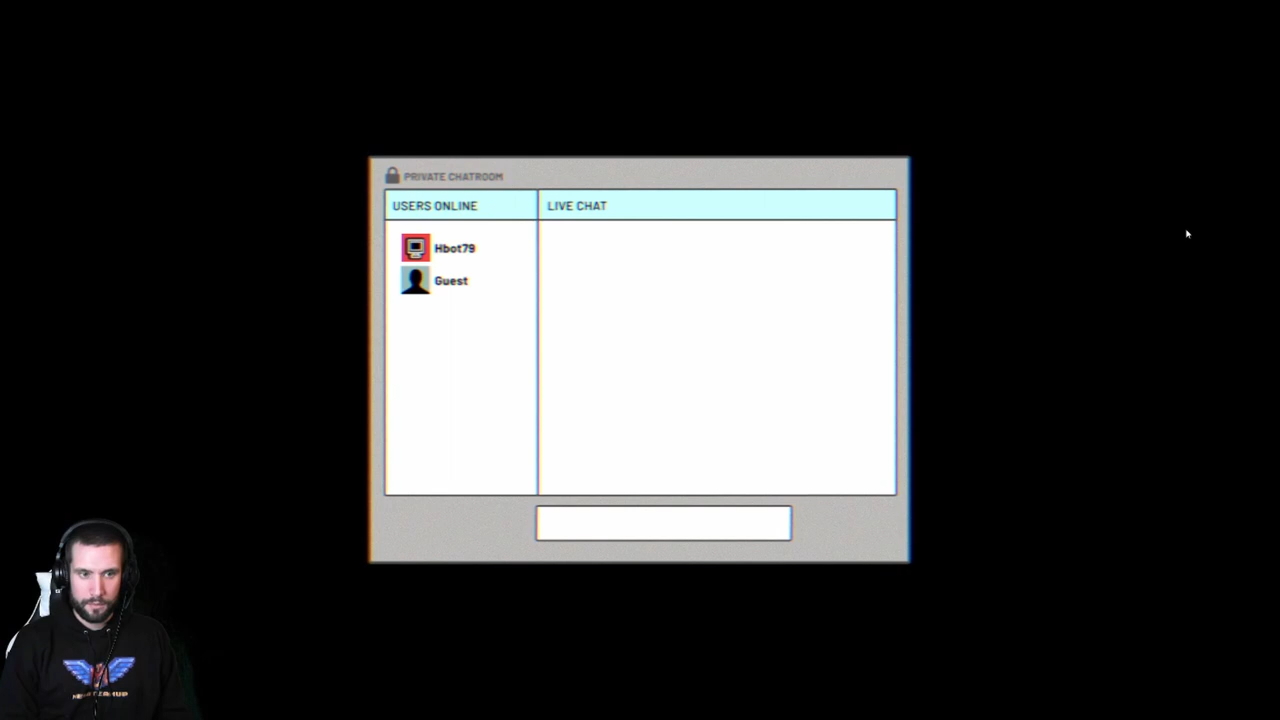 PRIVATE CHATROOM
USERS ONLINE
LIVE CHAT
Hbot79
Guest